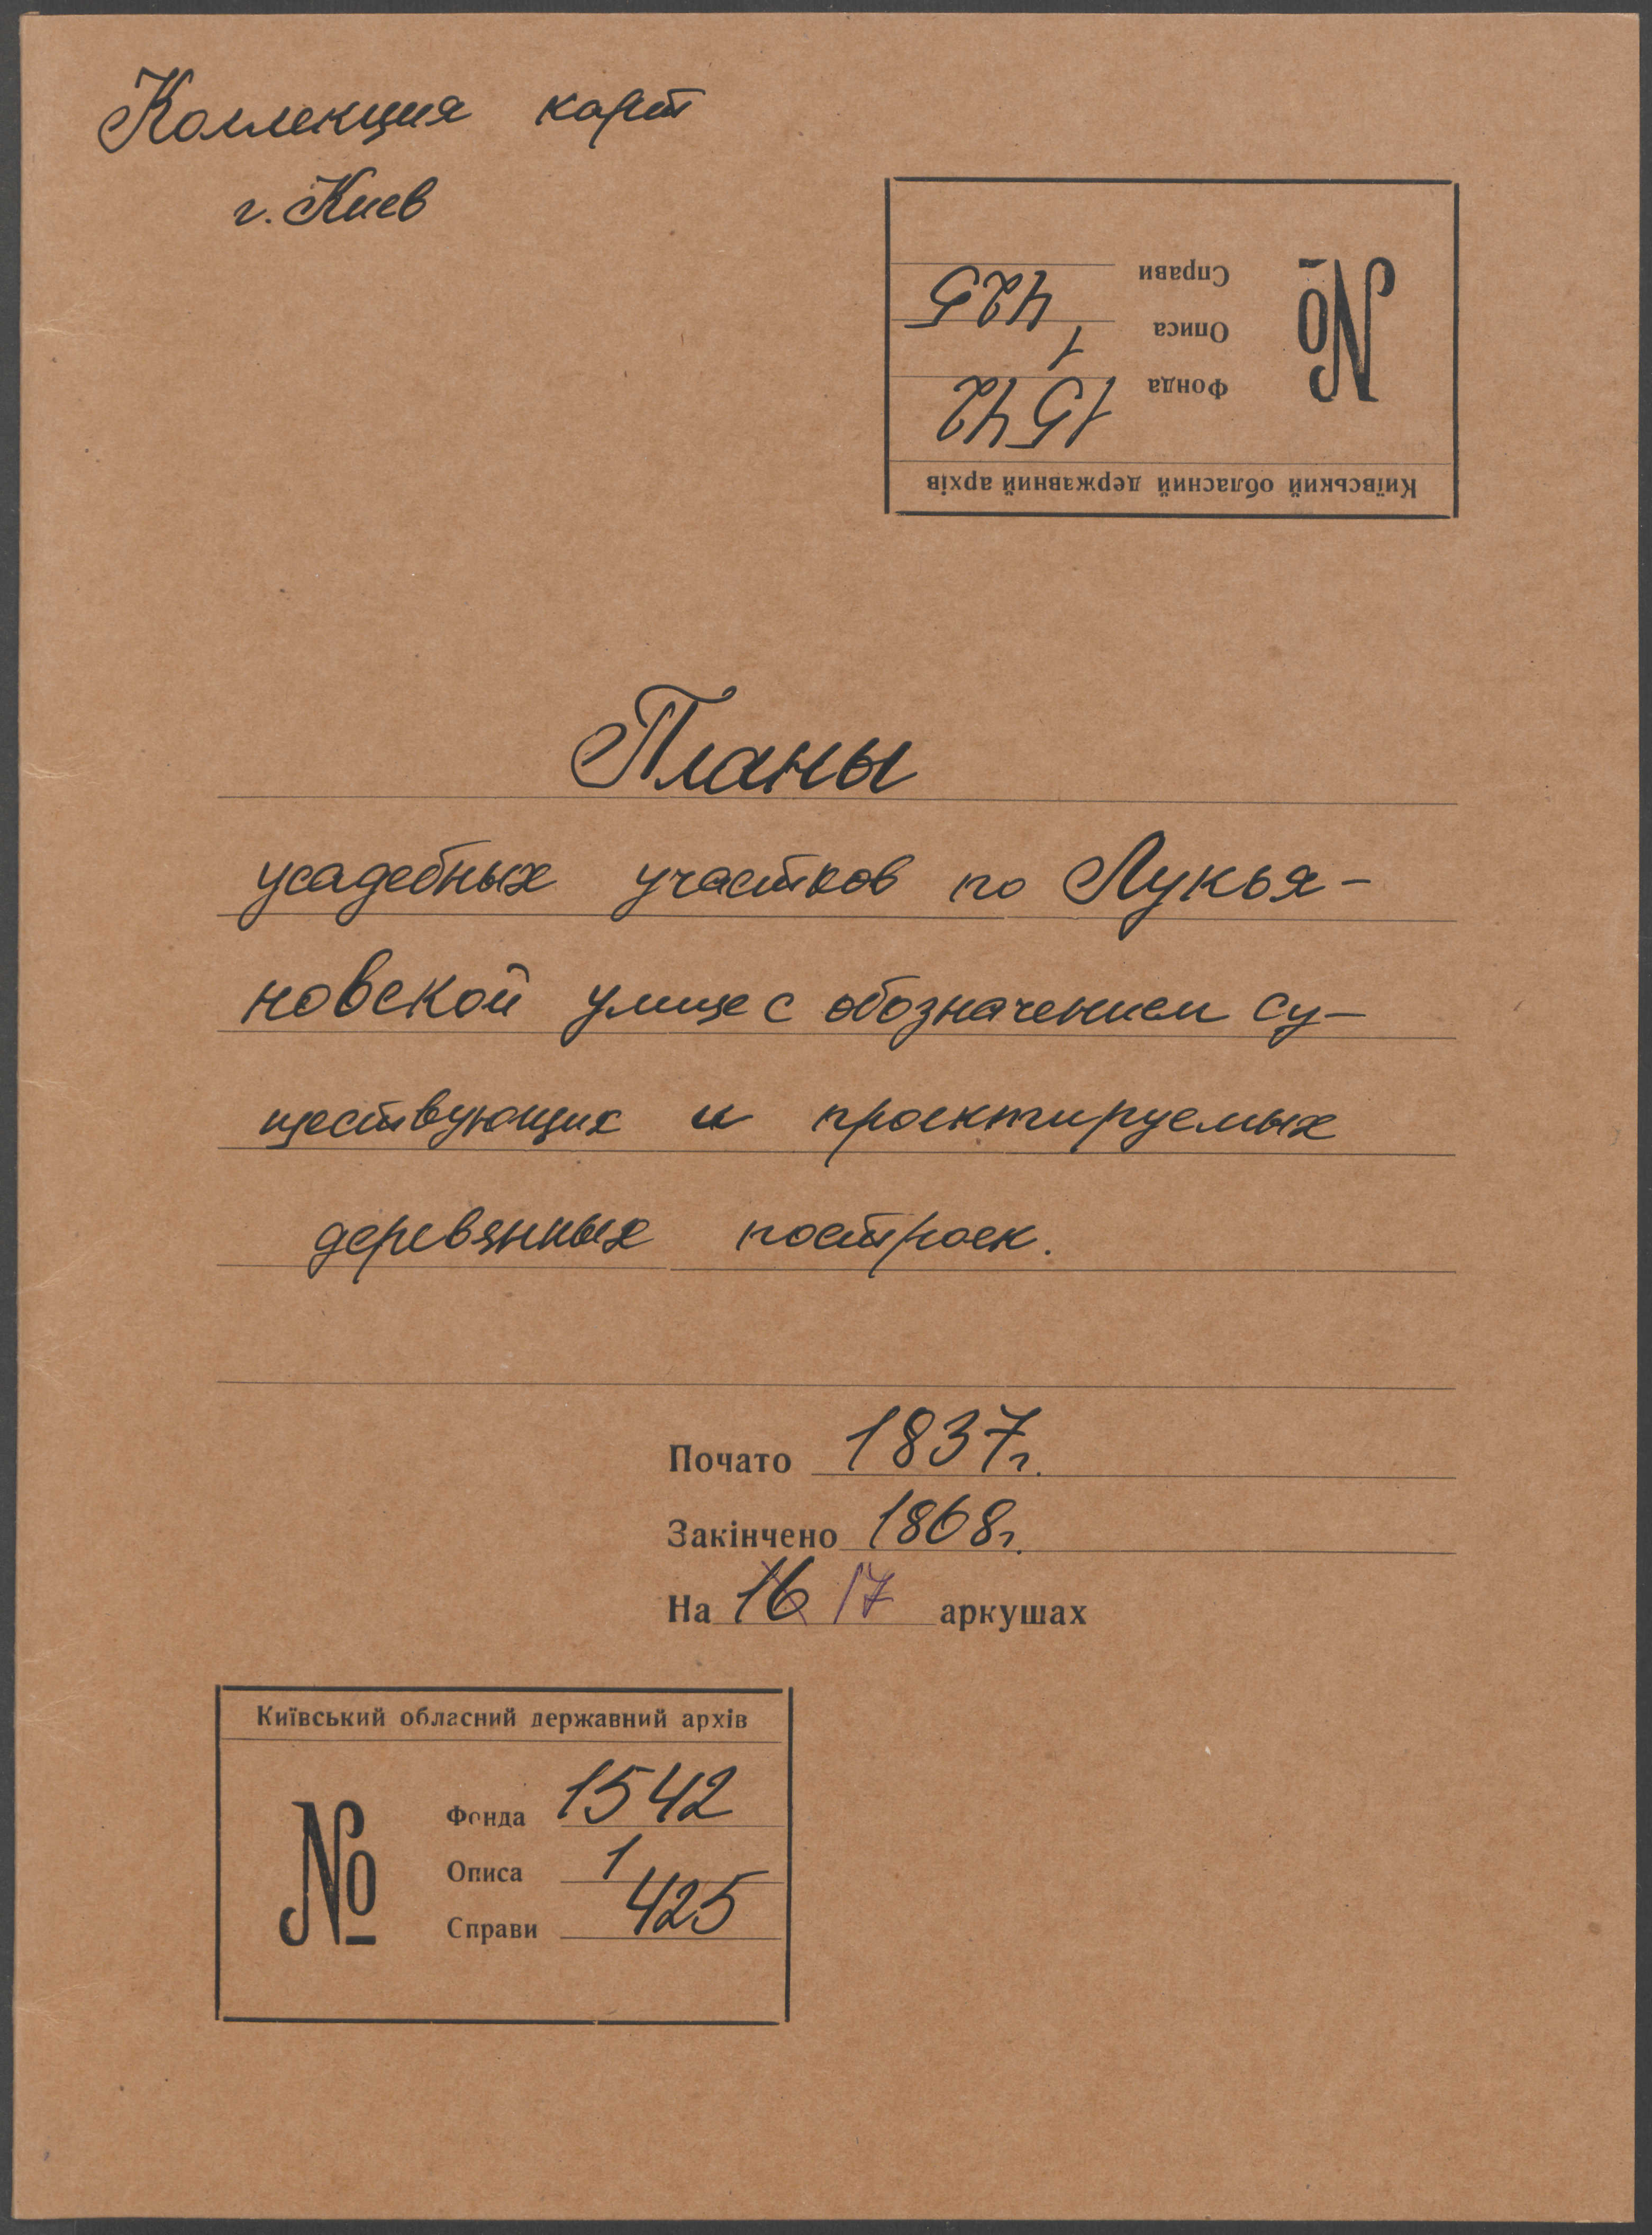 Коллекция карт
г. Киев
Київський обласний державний архів
№
Фонда 1542
Описа 1
Справи 425
Планы
усадебных участков по Лукья-
новской улице с обозначением су-
ществующих и проектируемых
деревянных построек.
Почато 1837г.
Закінчено 1868г.
На 16 17 аркушах
Київський обласний державний архів
№
Фонда 1542
Описа 1
Справи 425